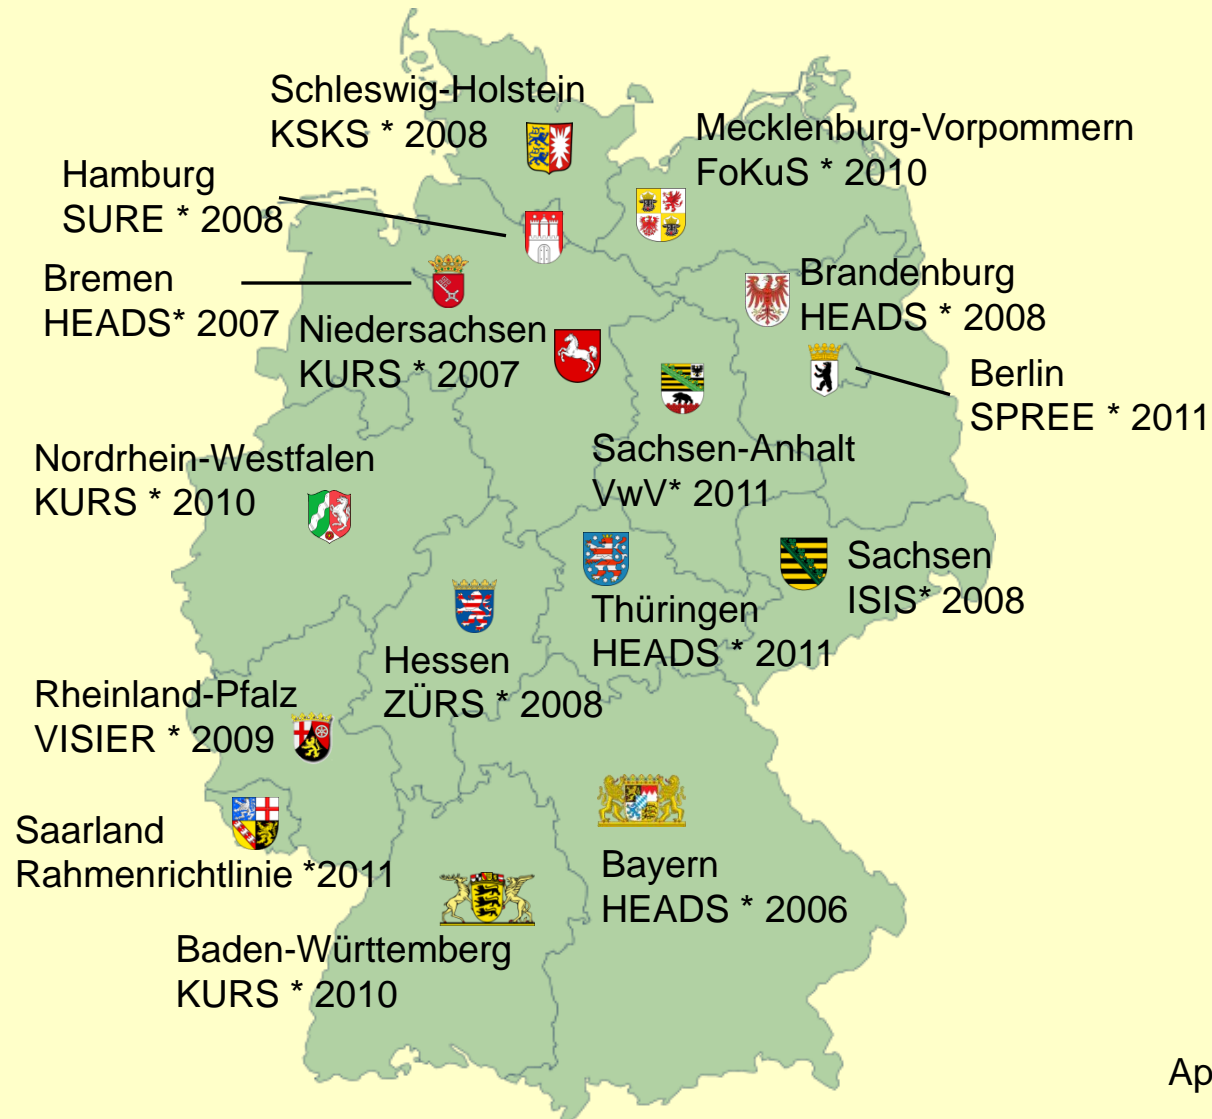 Schleswig-Holstein
KSKS * 2008
Mecklenburg-Vorpommern
FoKuS * 2010
Hamburg
SURE * 2008
Bremen
HEADS* 2007
Brandenburg
HEADS * 2008
Niedersachsen
KURS * 2007
Berlin
SPREE * 2011
Nordrhein-Westfalen
KURS * 2010
Sachsen-Anhalt
VwV* 2011
Sachsen
ISIS* 2008
Thüringen
HEADS * 2011
Hessen
ZÜRS * 2008
Rheinland-Pfalz
VISIER * 2009
Saarland
Rahmenrichtlinie *2011
Bayern
HEADS * 2006
Baden-Württemberg
KURS * 2010
Ap